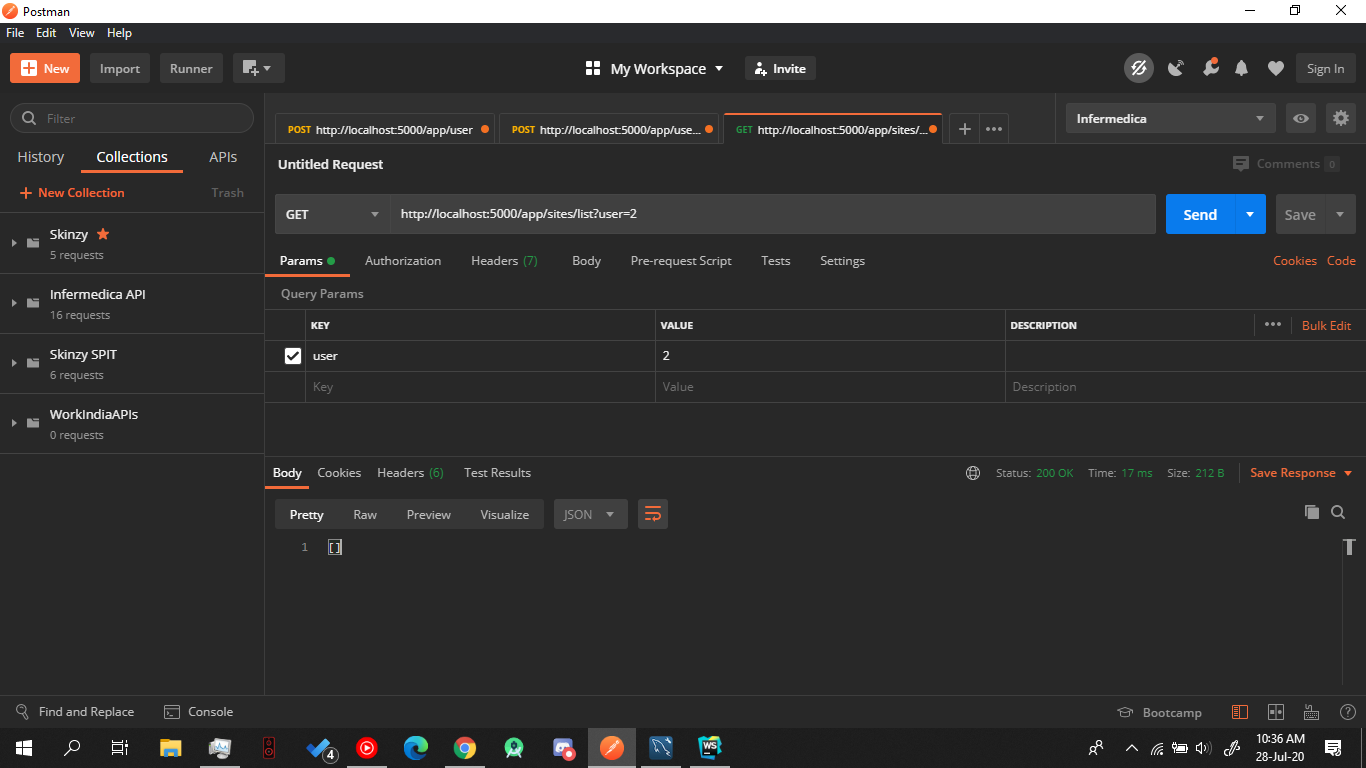 Postman
File Edit View Help
New Import Runner My Workspace Invite Sign In
Filter
History Collections APIs
New Collection Trash
Skinzy
5 requests
Infermedica API
16 requests
Skinzy SPIT
6 requests
WorkIndiaAPIs
0 requests
POST http://localhost:5000/app/user POST http://localhost:5000/app/use... GET http://localhost:5000/app/sites/... Infermedica
Untitled Request Comments 0
GET http://localhost:5000/app/sites/list?user=2 Send Save
Params Authorization Headers (7) Body Pre-request Script Tests Settings Cookies Code
Query Params
KEY VALUE DESCRIPTION Bulk Edit
user 2
Key Value Description
Body Cookies Headers (6) Test Results Status: 200 OK Time: 17 ms Size: 212 B Save Response
Pretty Raw Preview Visualize JSON
1 []
Find and Replace Console Bootcamp
4 WS 10:36 AM
28-Jul-20